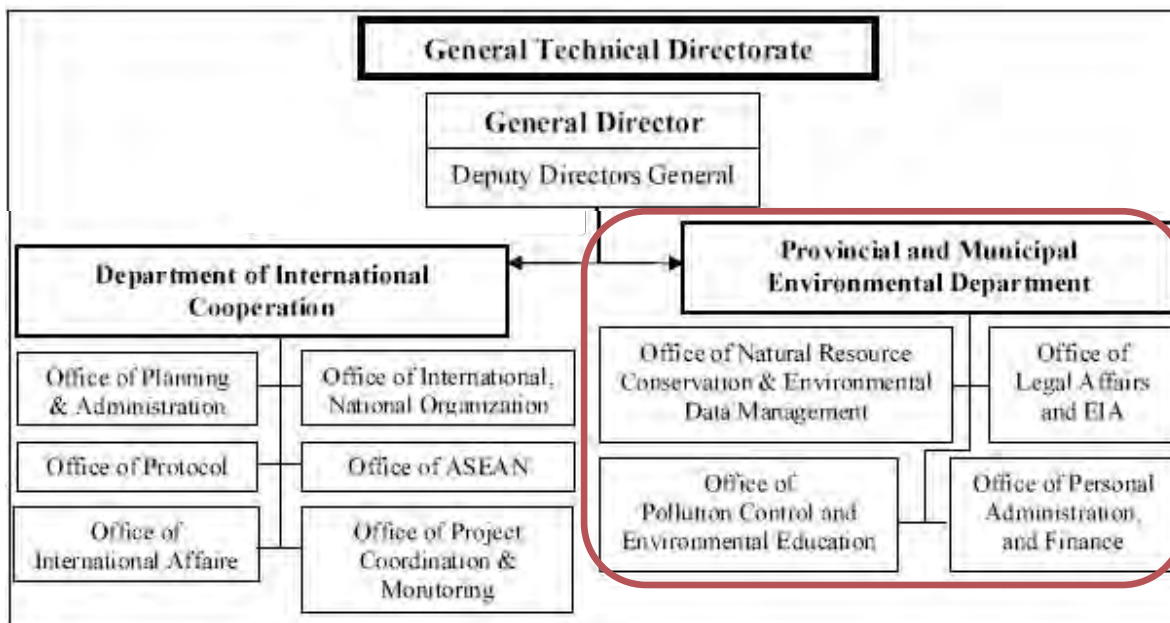 General Technical Directorate
General Director
Deputy Directors General
Department of International
Cooperation
Office of Planning
& Administration
Office of International,
National Organization
Office of Protocol
Office of ASEAN
Office of
International Affaire
Office of Project
Coordination &
Monitoring
Provincial and Municipal
Environmental Department
Office of Natural Resource
Conservation & Environmental
Data Management
Office of
Legal Affairs
and EIA
Office of
Pollution Control and
Environmental Education
Office of Personal
Administration,
and Finance